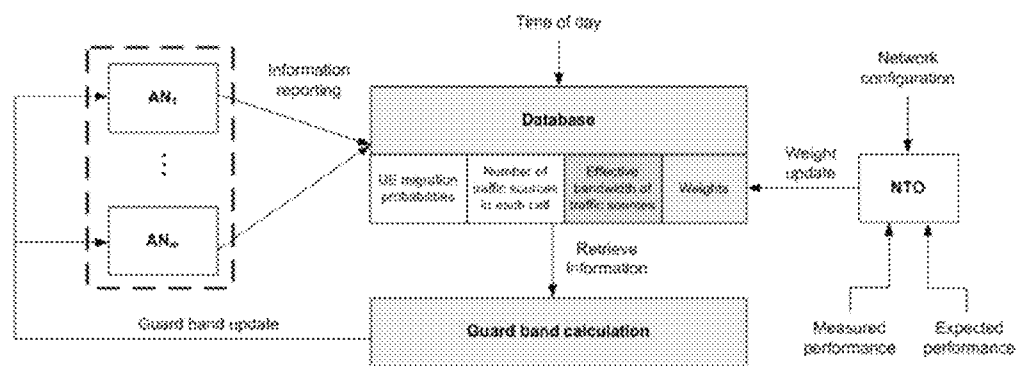 Time of day
Information
reporting
Network
configuration
AN₁
Database
Weight
update
NTO
UE migration
probabilities
Number of
traffic sources
in each cell
Effective
bandwidth of
traffic sources
Weights
ANₘ
Retrieve
information
Guard band update
Guard band calculation
Measured
performance
Expected
performance